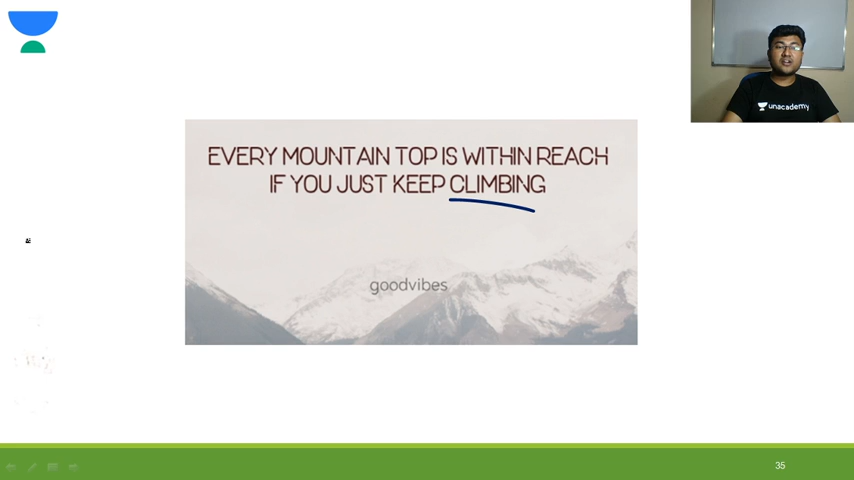 unacademy
EVERY MOUNTAIN TOP IS WITHIN REACH
IF YOU JUST KEEP CLIMBING
goodvibes
35